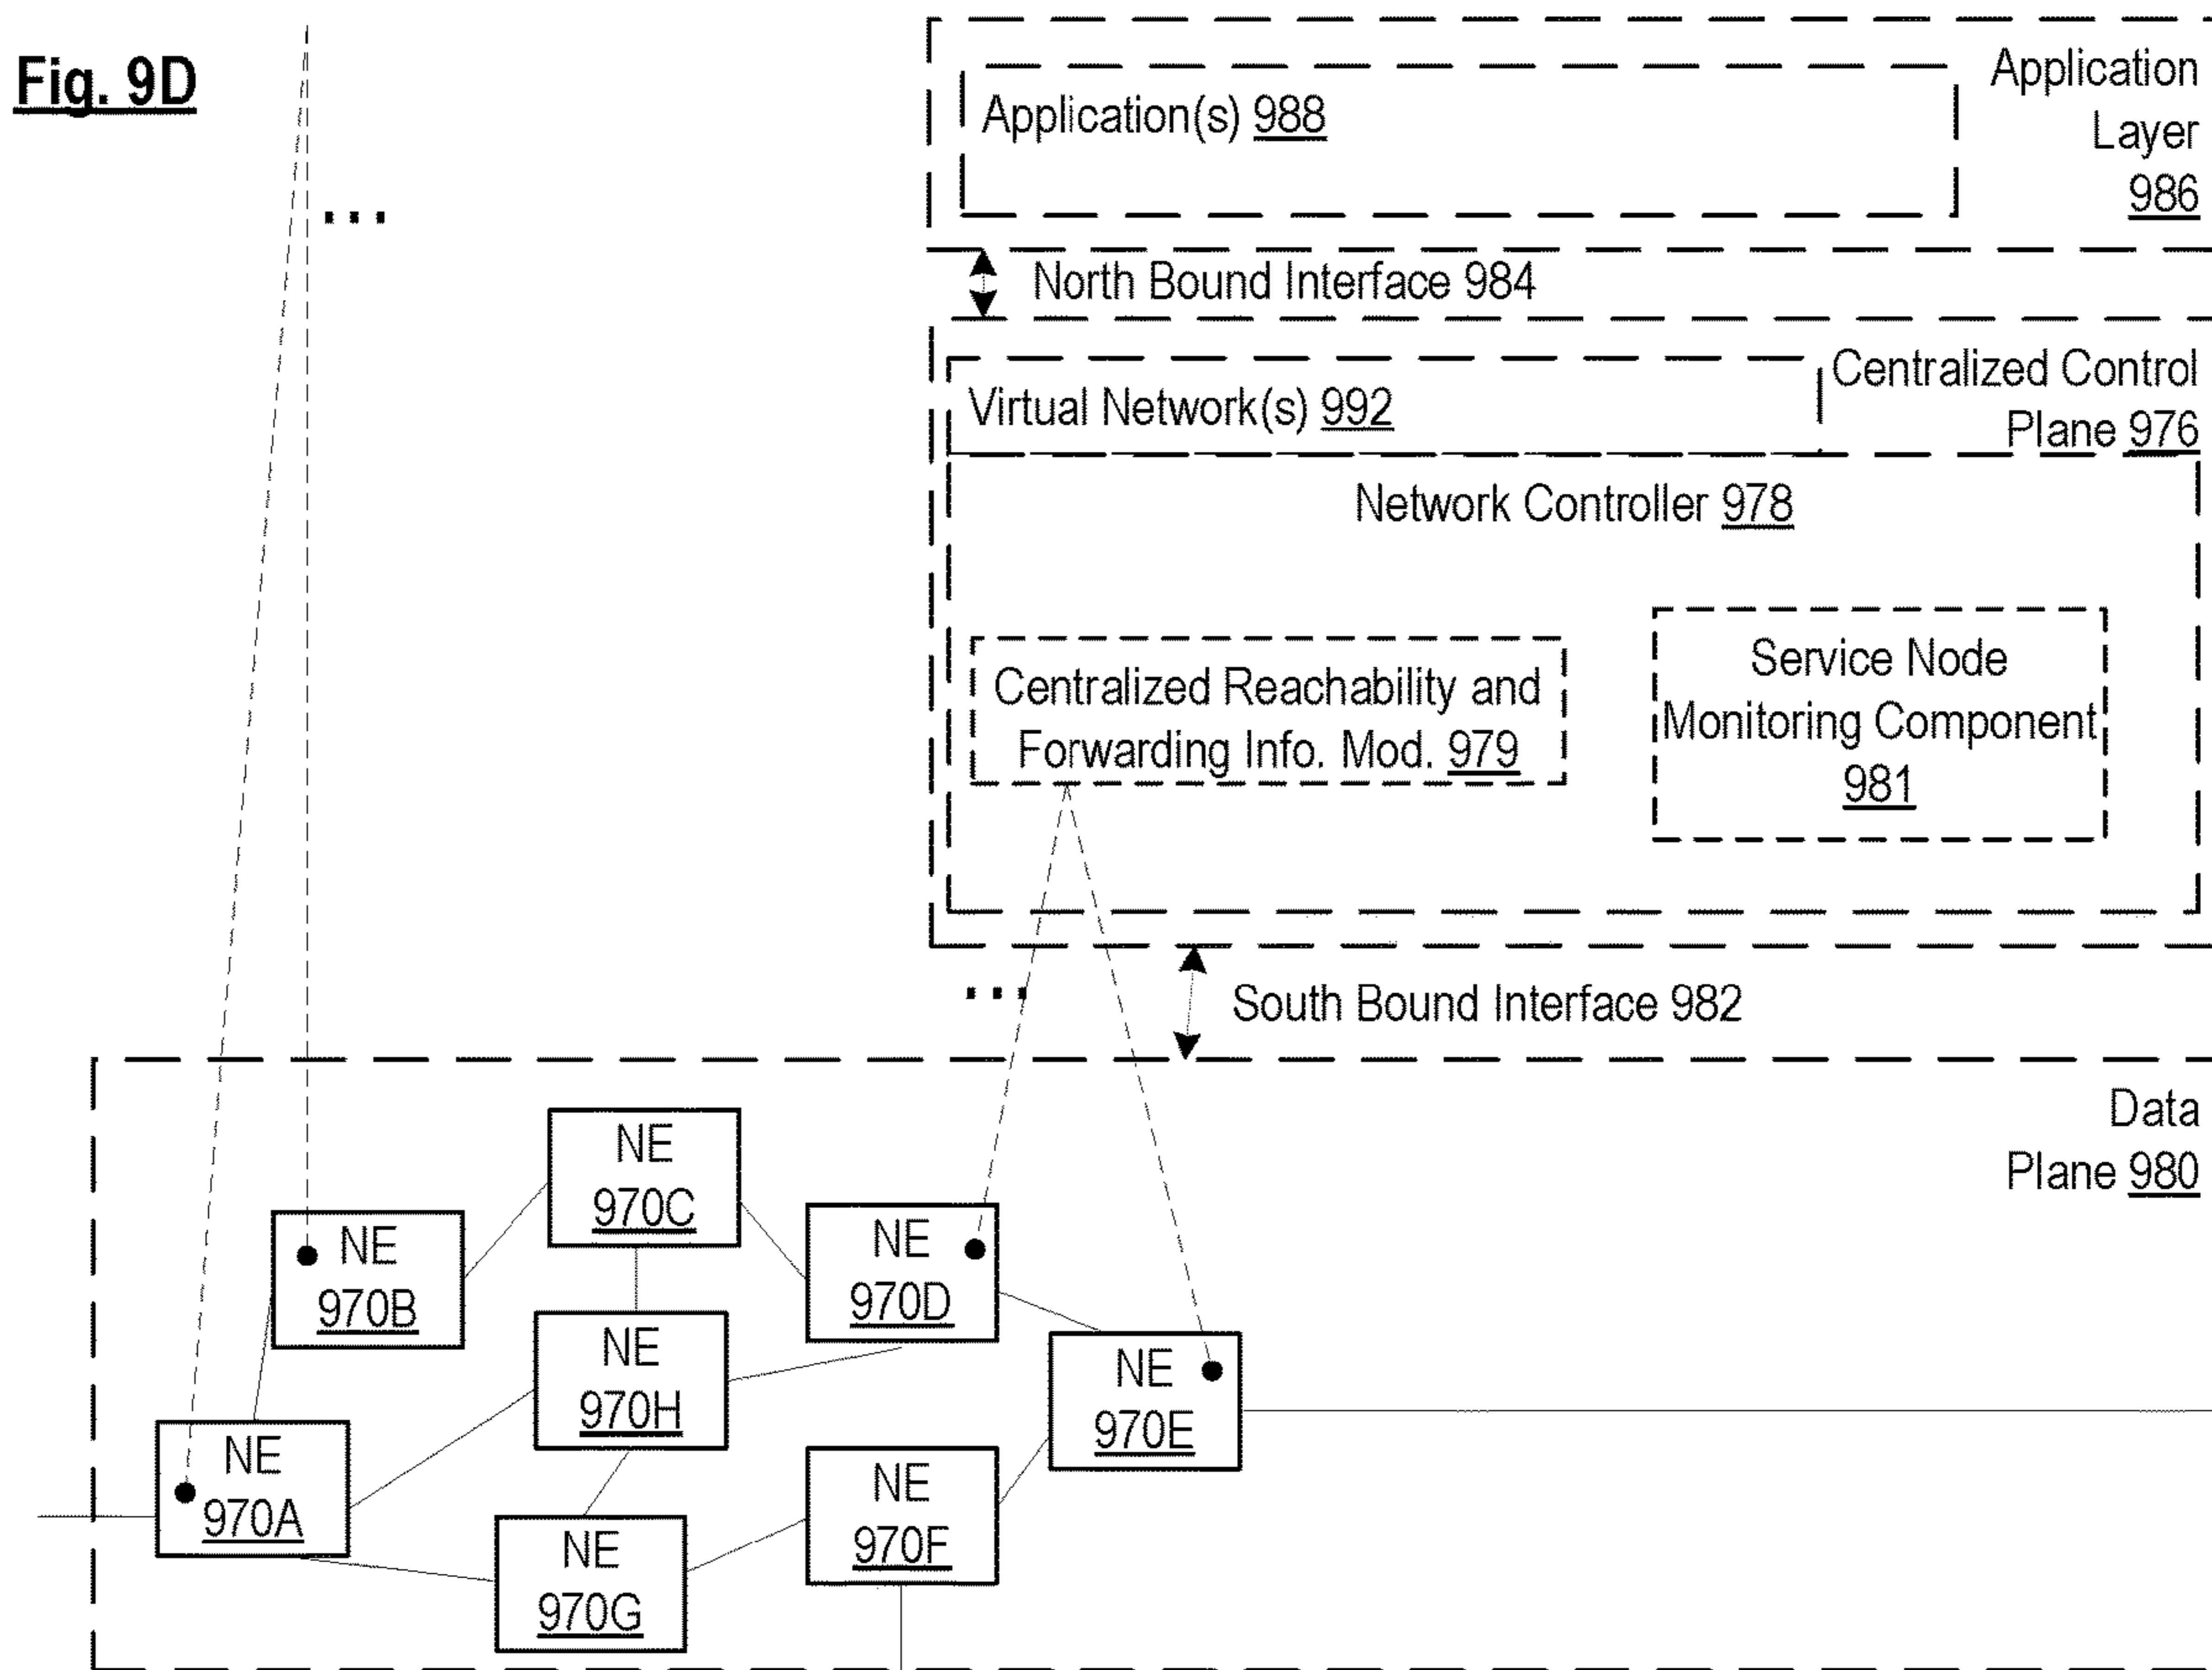 Fig. 9D
Application
Layer
986
Application(s) 988
...
North Bound Interface 984
Centralized Control
Plane 976
Virtual Network(s) 992
Network Controller 978
Centralized Reachability and
Forwarding Info. Mod. 979
Service Node
Monitoring Component
981
...
South Bound Interface 982
Data
Plane 980
NE
970C
NE
970B
NE
970D
NE
970H
NE
970E
NE
970A
NE
970F
NE
970G